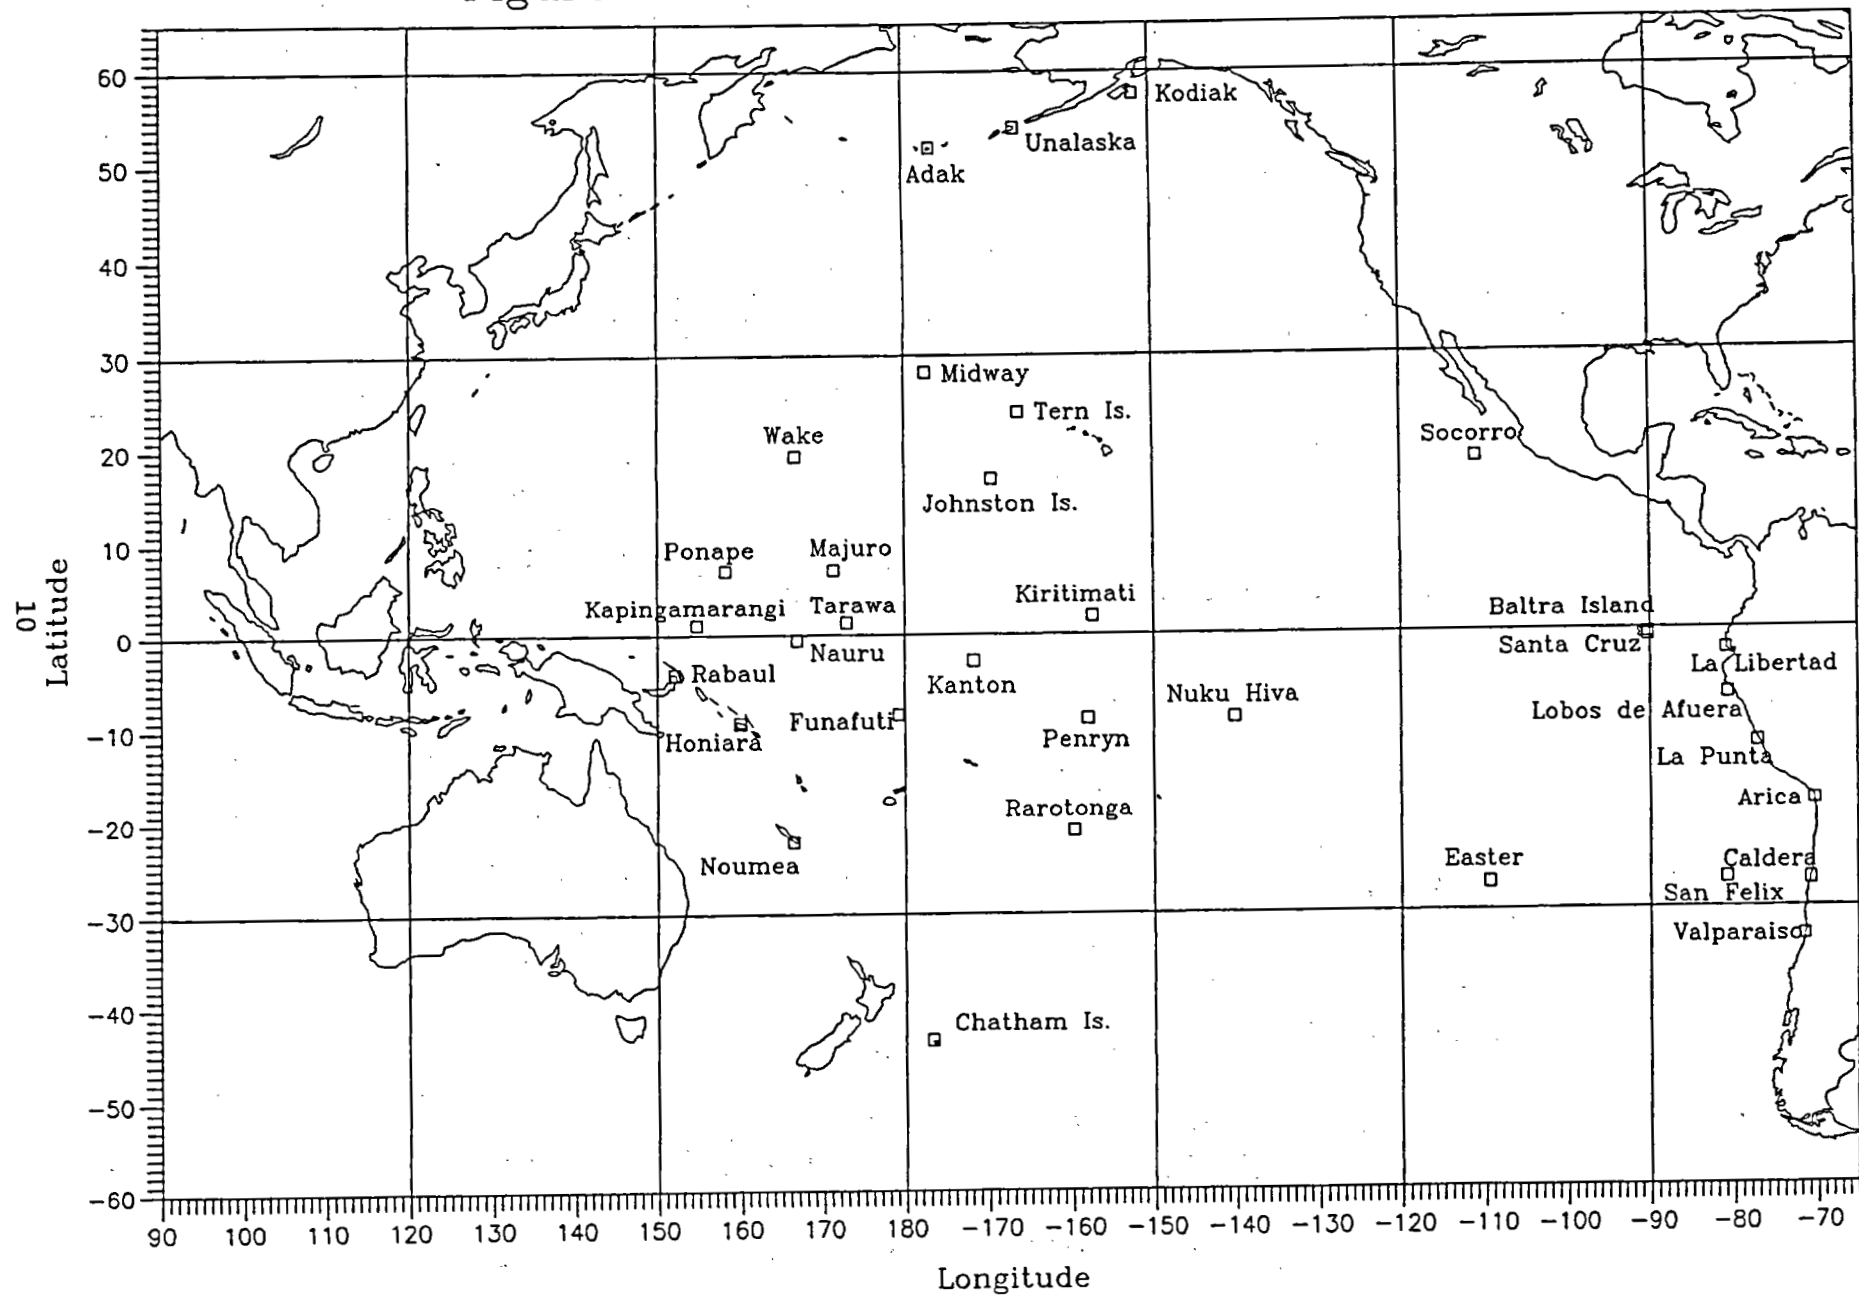 60
50
40
30
20
10
0
-10
-20
-30
-40
-50
-60
Latitude
10
Kodiak
Unalaska
Adak
Midway
Tern Is.
Wake
Socorro
Johnston Is.
Ponape
Majuro
Kiritimati
Kapingamarangi
Tarawa
Baltra Island
Nauru
Santa Cruz
La Libertad
Rabaul
Kanton
Nuku Hiva
Funafuti
Lobos de Afuera
Honiara
Penryn
La Punta
Arica
Rarotonga
Noumea
Easter
Caldera
San Felix
Valparaiso
Chatham Is.
90 100 110 120 130 140 150 160 170 180 -170 -160 -150 -140 -130 -120 -110 -100 -90 -80 -70
Longitude